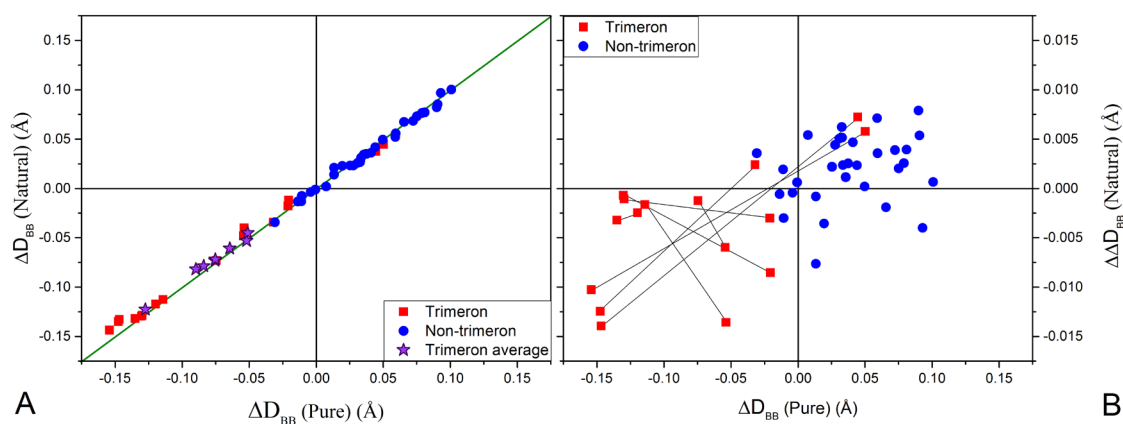 0.15
0.10
0.05
0.00
-0.05
-0.10
-0.15
ΔD_BB (Natural) (Å)
Trimeron
Non-trimeron
Trimeron average
-0.15 -0.10 -0.05 0.00 0.05 0.10 0.15
ΔD_BB (Pure) (Å)
A
Trimeron
Non-trimeron
0.015
0.010
0.005
0.000
-0.005
-0.010
-0.015
ΔΔD_BB (Natural) (Å)
-0.15 -0.10 -0.05 0.00 0.05 0.10 0.15
ΔD_BB (Pure) (Å)
B